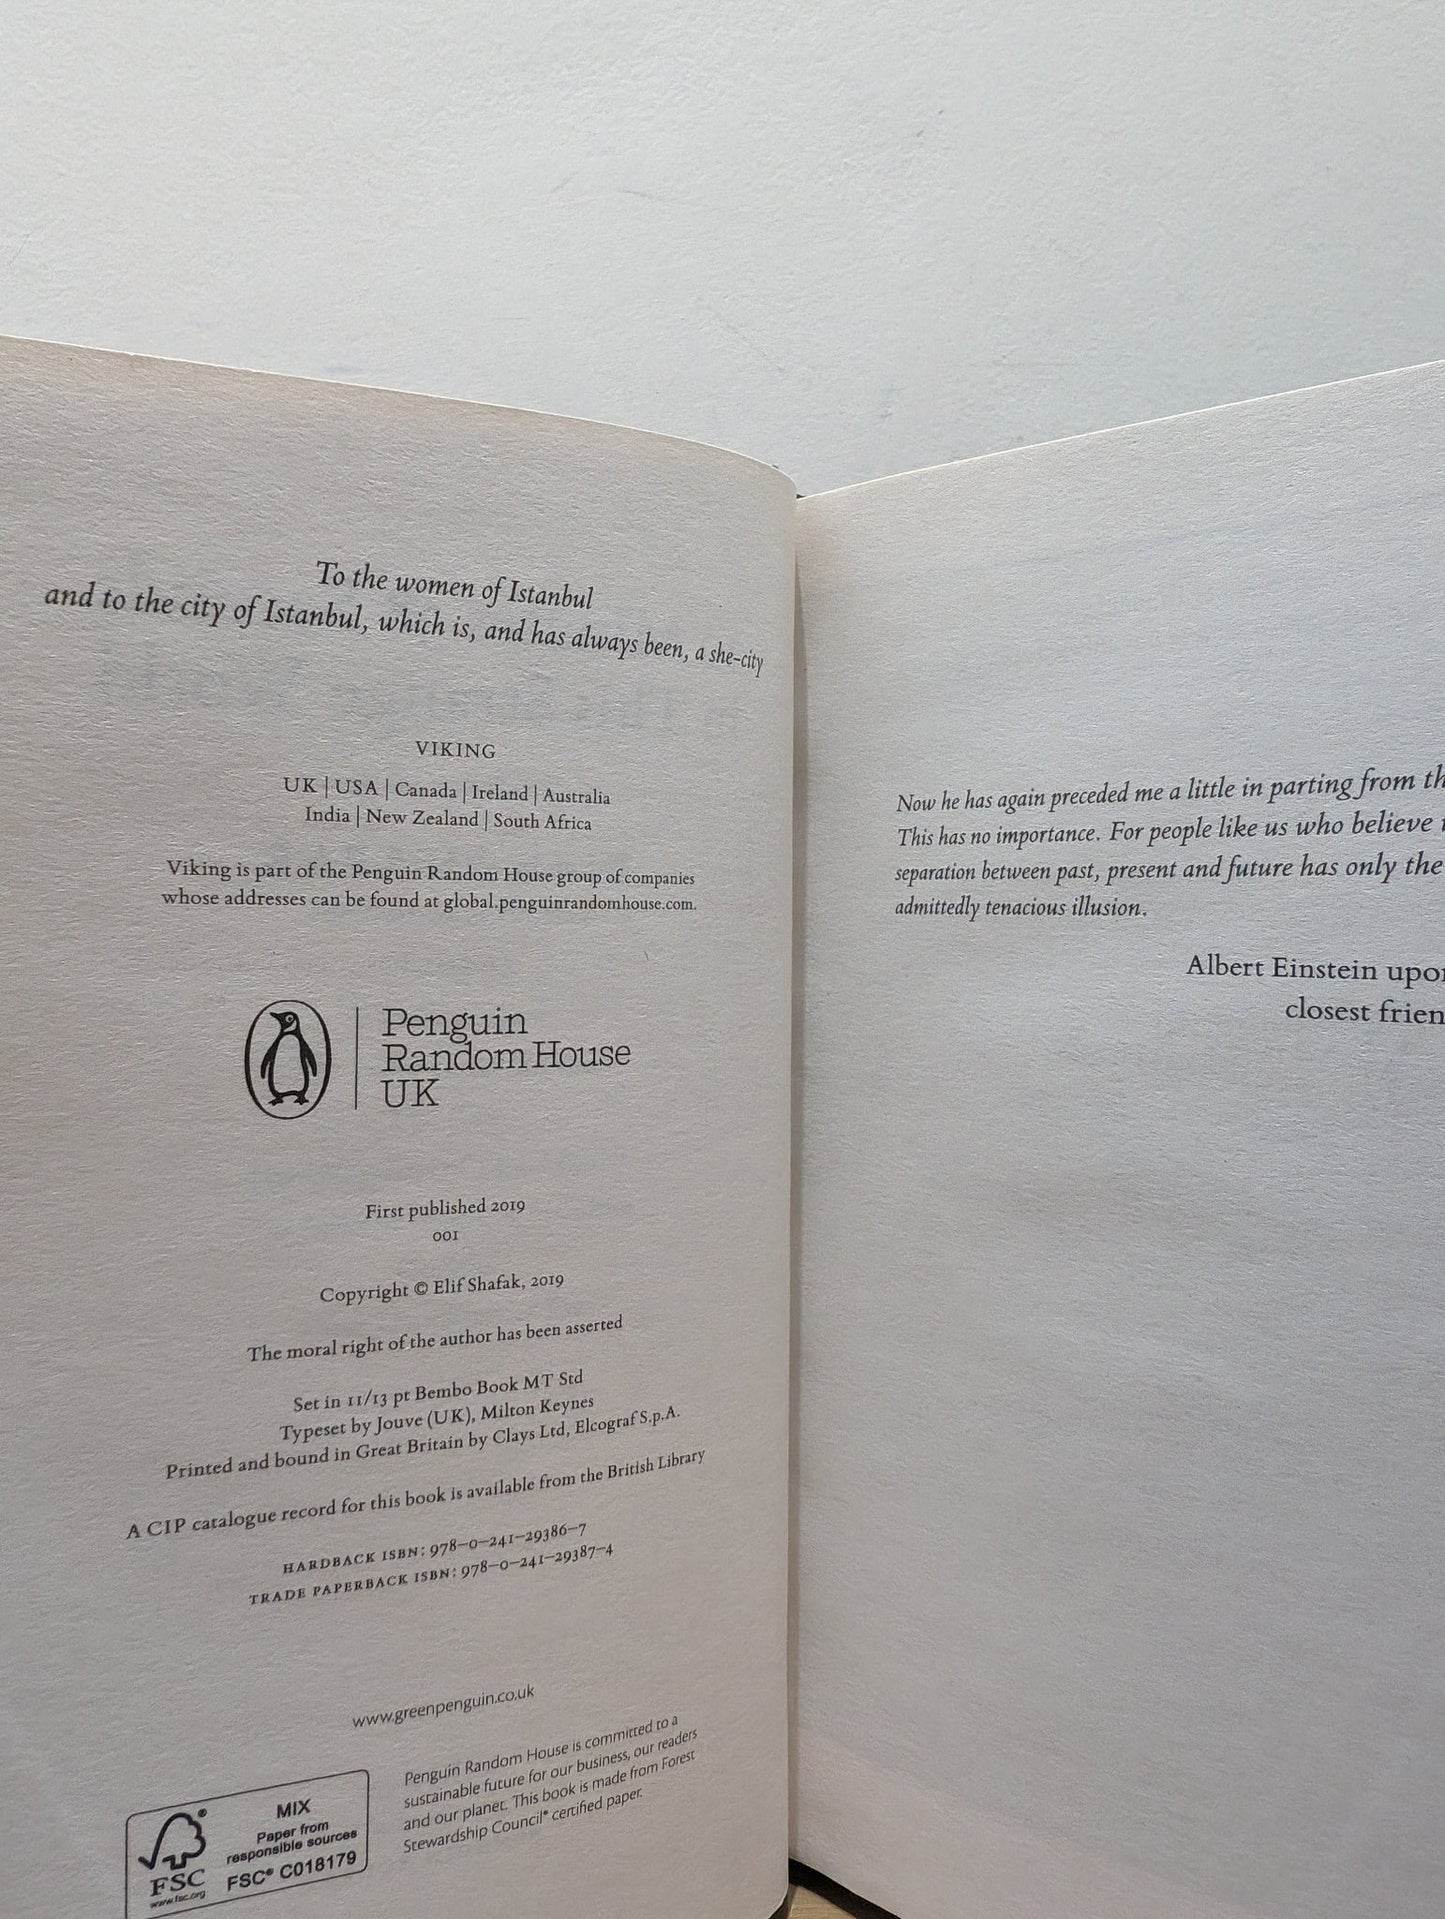 To the women of Istanbul
and to the city of Istanbul, which is, and has always been, a she-city
VIKING
UK | USA | Canada | Ireland | Australia
India | New Zealand | South Africa
Viking is part of the Penguin Random House group of companies
whose addresses can be found at global.penguinrandomhouse.com.
Penguin
Random House
UK
First published 2019
001
Copyright © Elif Shafak, 2019
The moral right of the author has been asserted
Set in 11/13 pt Bembo Book MT Std
Typeset by Jouve (UK), Milton Keynes
Printed and bound in Great Britain by Clays Ltd, Elcograf S.p.A.
A CIP catalogue record for this book is available from the British Library
HARDBACK ISBN: 978–0–241–29386–7
TRADE PAPERBACK ISBN: 978–0–241–29387–4
www.greenpenguin.co.uk
MIX
Paper from
responsible sources
FSC® C018179
FSC
www.fsc.org
Penguin Random House is committed to a
sustainable future for our business, our readers
and our planet. This book is made from Forest
Stewardship Council® certified paper.
Now he has again preceded me a little in parting from
This has no importance. For people like us who believe
separation between past, present and future has only the
admittedly tenacious illusion.
Albert Einstein
closest